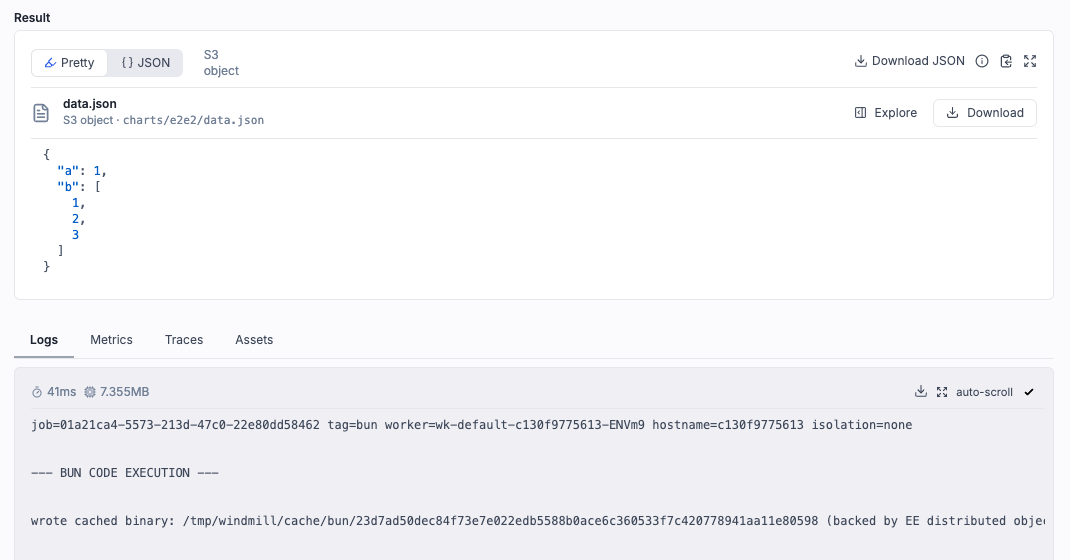 Result
Pretty
{ } JSON
S3 object
Download JSON
data.json
S3 object · charts/e2e2/data.json
Explore
Download
{
  "a": 1,
  "b": [
    1,
    2,
    3
  ]
}
Logs
Metrics
Traces
Assets
41ms
7.355MB
auto-scroll
job=01a21ca4-5573-213d-47c0-22e80dd58462 tag=bun worker=wk-default-c130f9775613-ENVm9 hostname=c130f9775613 isolation=none
--- BUN CODE EXECUTION ---
wrote cached binary: /tmp/windmill/cache/bun/23d7ad50dec84f73e7e022edb5588b0ace6c360533f7c420778941aa11e80598 (backed by EE distributed objec